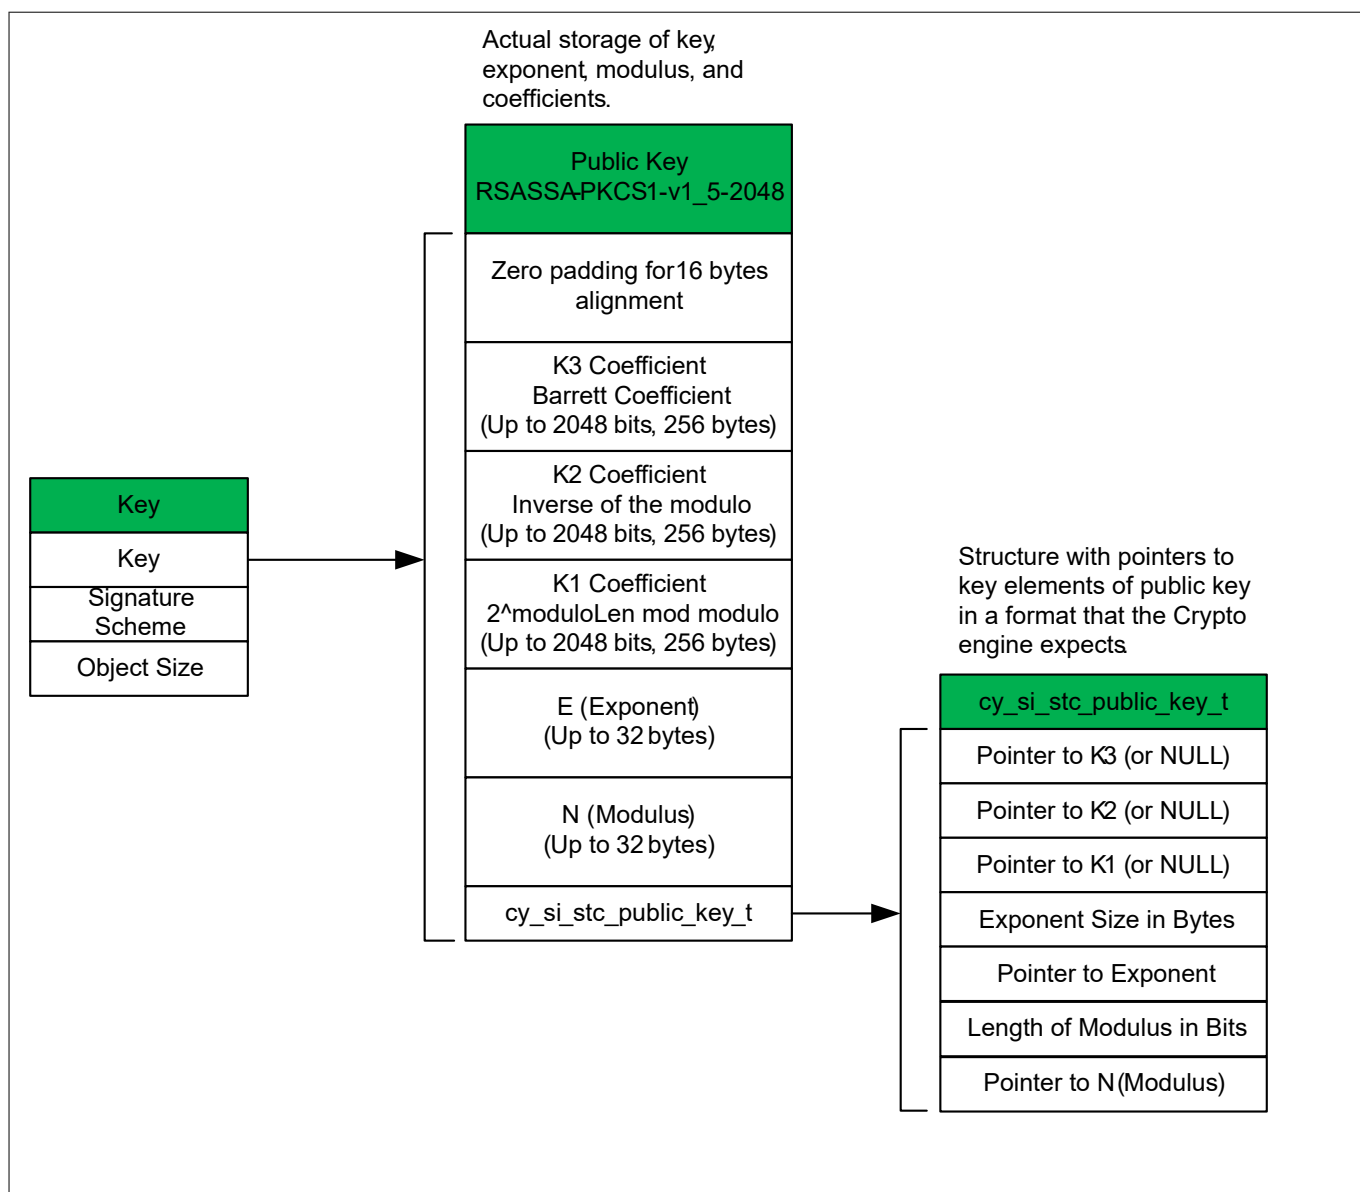 Actual storage of key,
exponent, modulus, and
coefficients.
Public Key
RSASSA-PKCS1-v1_5-2048
Zero padding for 16 bytes
alignment
K3 Coefficient
Barrett Coefficient
(Up to 2048 bits, 256 bytes)
K2 Coefficient
Inverse of the modulo
(Up to 2048 bits, 256 bytes)
K1 Coefficient
2^moduloLen mod modulo
(Up to 2048 bits, 256 bytes)
E (Exponent)
(Up to 32 bytes)
N (Modulus)
(Up to 32 bytes)
cy_si_stc_public_key_t
Key
Key
Signature
Scheme
Object Size
Structure with pointers to
key elements of public key
in a format that the Crypto
engine expects.
cy_si_stc_public_key_t
Pointer to K3 (or NULL)
Pointer to K2 (or NULL)
Pointer to K1 (or NULL)
Exponent Size in Bytes
Pointer to Exponent
Length of Modulus in Bits
Pointer to N (Modulus)